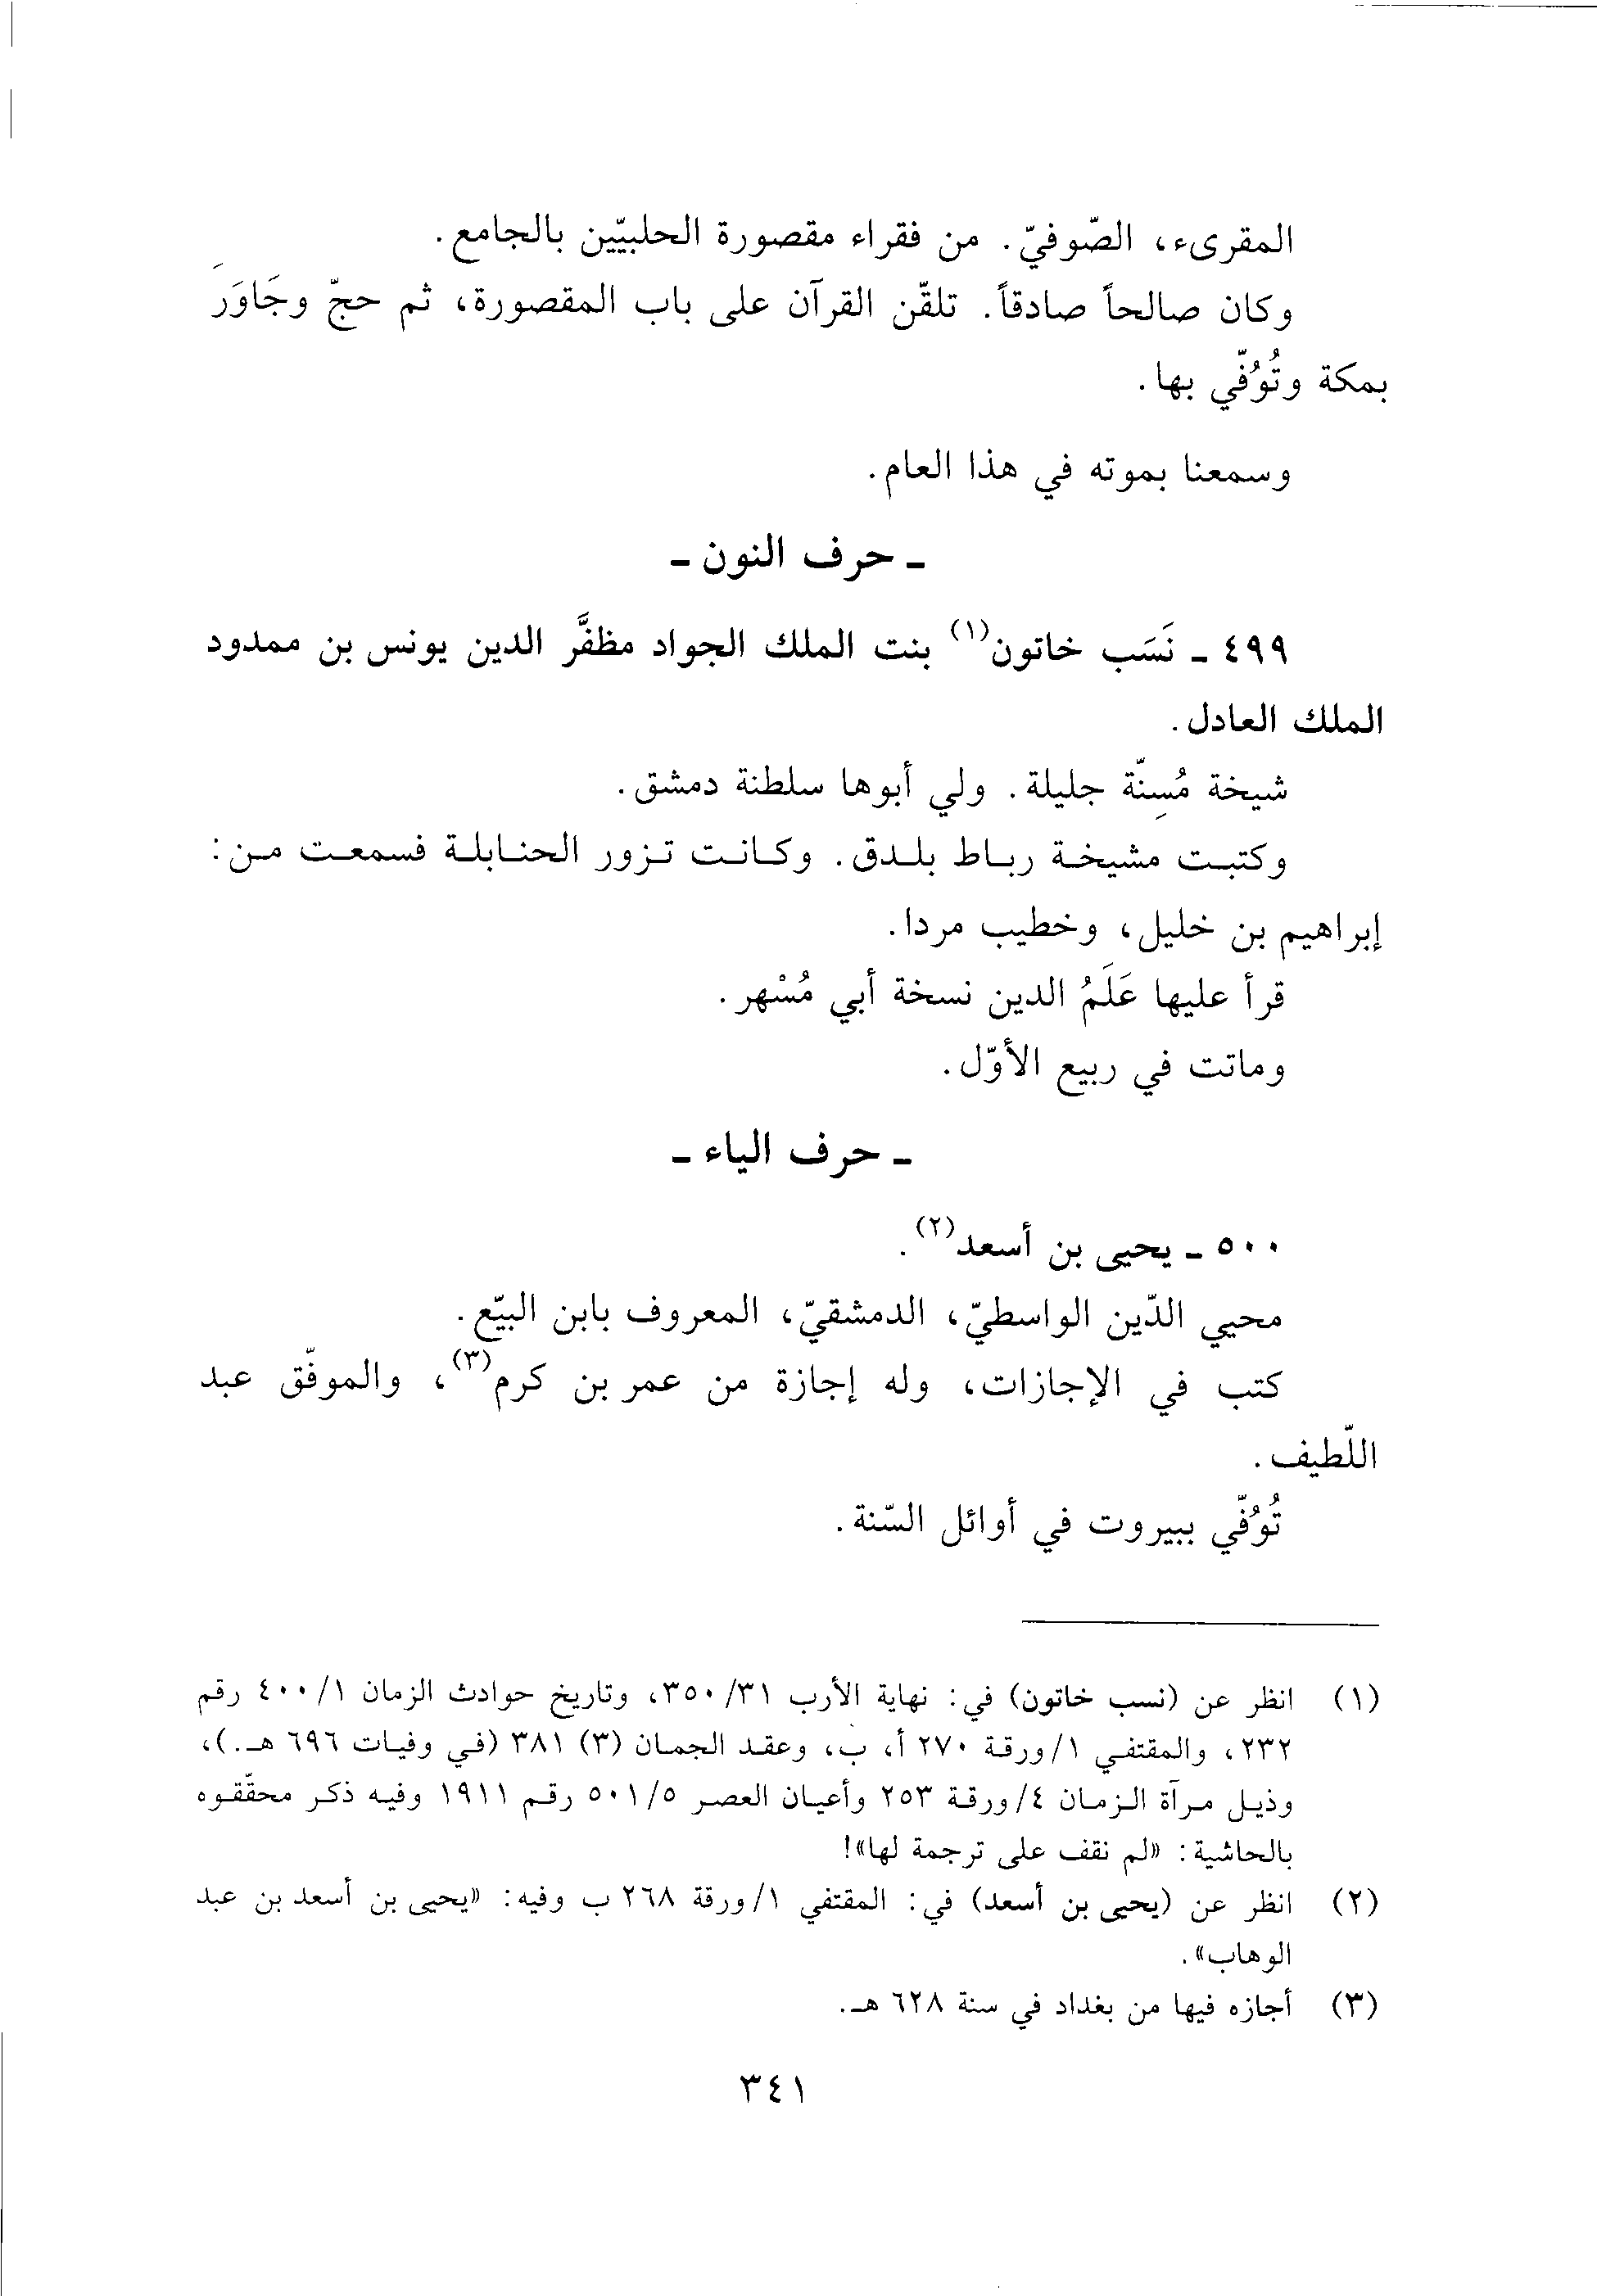 المقرىء، الصّوفيّ. من فقراء مقصورة الحلبيّين بالجامع.
وكان صالحاً صادقاً. تلقّن القرآن على باب المقصورة، ثم حجّ وجَاوَرَ
بمكة وتُوُفّي بها.
وسمعنا بموته في هذا العام.
ـ حرف النون ـ
٤٩٩ ـ نَسَب خاتون(١) بنت الملك الجواد مظفَّر الدين يونس بن ممدود
الملك العادل.
شيخة مُسِنّة جليلة. ولي أبوها سلطنة دمشق.
وكتبت مشيخة رباط بلدق. وكانت تزور الحنابلة فسمعت من:
إبراهيم بن خليل، وخطيب مردا.
قرأ عليها عَلَمُ الدين نسخة أبي مُسْهر.
وماتت في ربيع الأوّل.
ـ حرف الياء ـ
٥٠٠ ـ يحيى بن أسعد(٢).
محيي الدّين الواسطيّ، الدمشقيّ، المعروف بابن البيّع.
كتب في الإجازات، وله إجازة من عمر بن كرم(٣)، والموفّق عبد
اللّطيف.
تُوُفّي ببيروت في أوائل السّنة.
(١) انظر عن (نسب خاتون) في: نهاية الأرب ٣٥٠/٣١، وتاريخ حوادث الزمان ٤٠٠/١ رقم
٢٣٢، والمقتفي ١/ورقة ٢٧٠ أ، ب، وعقد الجمان (٣) ٣٨١ (في وفيات ٦٩٦ هـ.)،
وذيل مرآة الزمان ٤/ورقة ٢٥٣ وأعيان العصر ٥٠١/٥ رقم ١٩١١ وفيه ذكر محققوه
بالحاشية: «لم نقف على ترجمة لها»!
(٢) انظر عن (يحيى بن أسعد) في: المقتفي ١/ورقة ٢٦٨ ب وفيه: «يحيى بن أسعد بن عبد
الوهاب».
(٣) أجازه فيها من بغداد في سنة ٦٢٨ هـ.
٣٤١